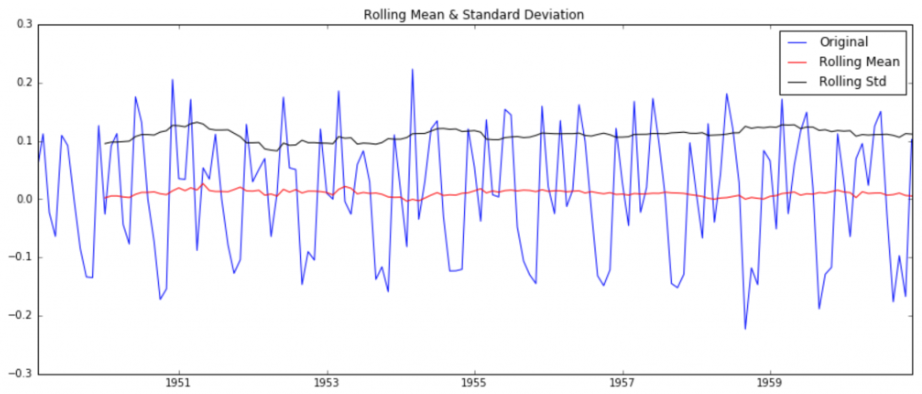 Rolling Mean & Standard Deviation
0.3
0.2
0.1
0.0
−0.1
−0.2
−0.3
1951 1953 1955 1957 1959
Original
Rolling Mean
Rolling Std